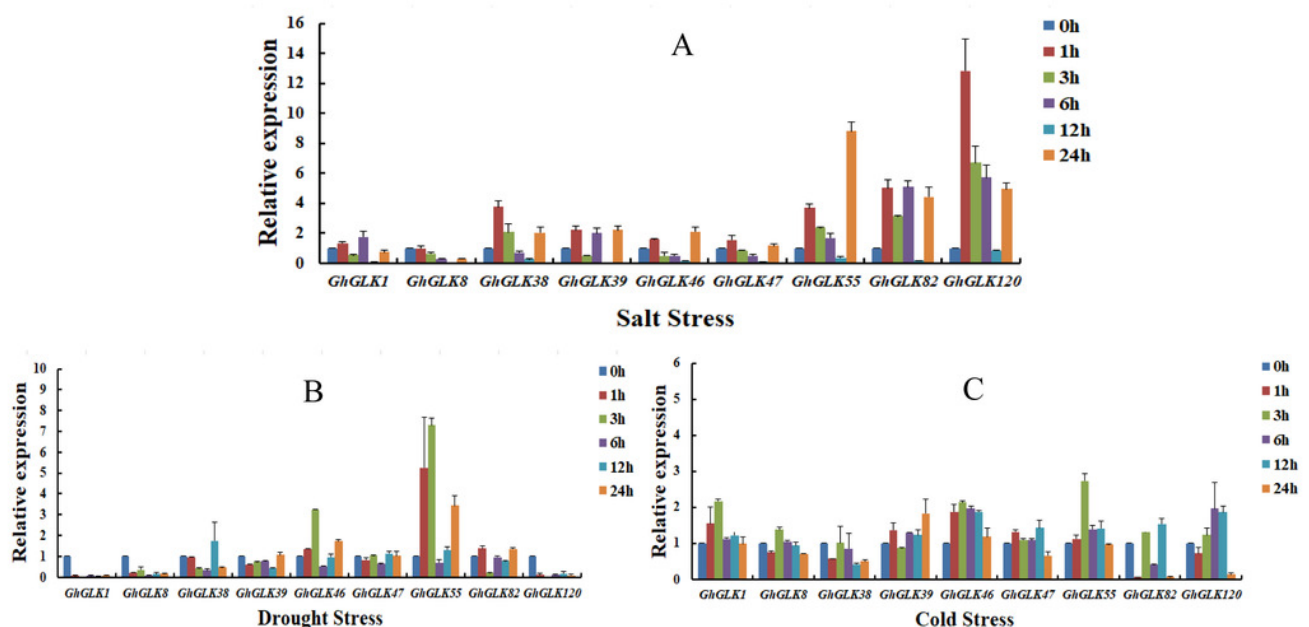 A
Relative expression
16
14
12
10
8
6
4
2
0
0h
1h
3h
6h
12h
24h
GhGLK1 GhGLK8 GhGLK38 GhGLK39 GhGLK46 GhGLK47 GhGLK55 GhGLK82 GhGLK120
Salt Stress
B
Relative expression
10
9
8
7
6
5
4
3
2
1
0
0h
1h
3h
6h
12h
24h
GhGLK1 GhGLK8 GhGLK38 GhGLK39 GhGLK46 GhGLK47 GhGLK55 GhGLK82 GhGLK120
Drought Stress
C
Relative expression
6
5
4
3
2
1
0
0h
1h
3h
6h
12h
24h
GhGLK1 GhGLK8 GhGLK38 GhGLK39 GhGLK46 GhGLK47 GhGLK55 GhGLK82 GhGLK120
Cold Stress